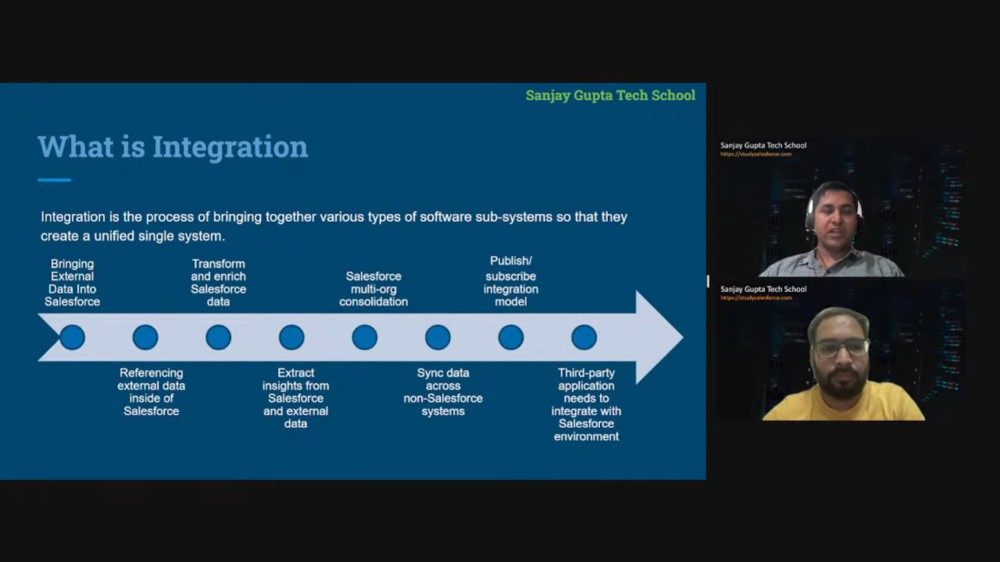 Sanjay Gupta Tech School
What is Integration
Integration is the process of bringing together various types of software sub-systems so that they
create a unified single system.
Bringing
External
Data Into
Salesforce
Referencing
external data
inside of
Salesforce
Transform
and enrich
Salesforce
data
Extract
insights from
Salesforce
and external
data
Salesforce
multi-org
consolidation
Sync data
across
non-Salesforce
systems
Publish/
subscribe
integration
model
Third-party
application
needs to
integrate with
Salesforce
environment
Sanjay Gupta Tech School
https://studysalesforce.com
Sanjay Gupta Tech School
https://studysalesforce.com